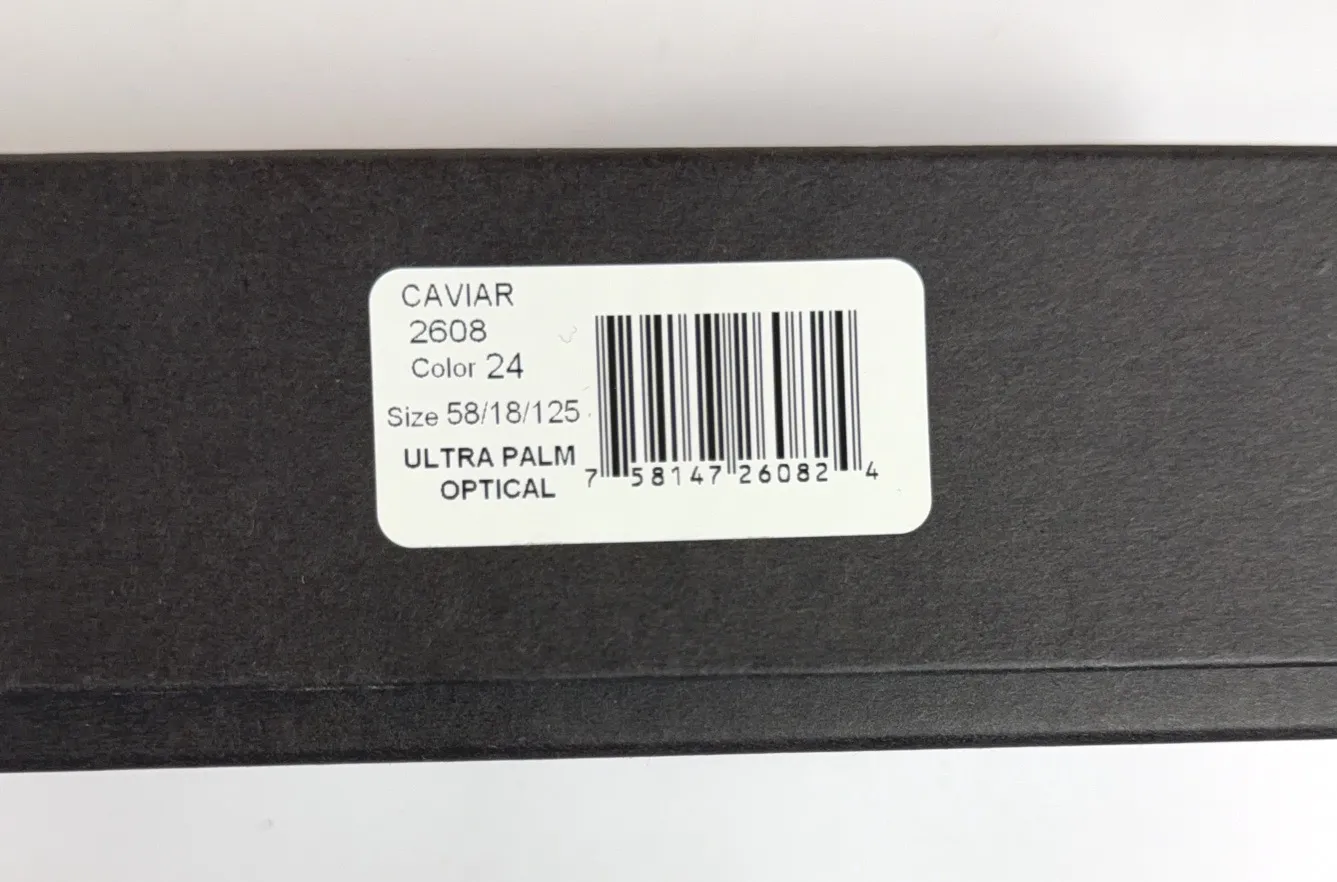 CAVIAR
2608
Color 24
Size 58/18/125
ULTRA PALM
OPTICAL
7 58147 26082 4